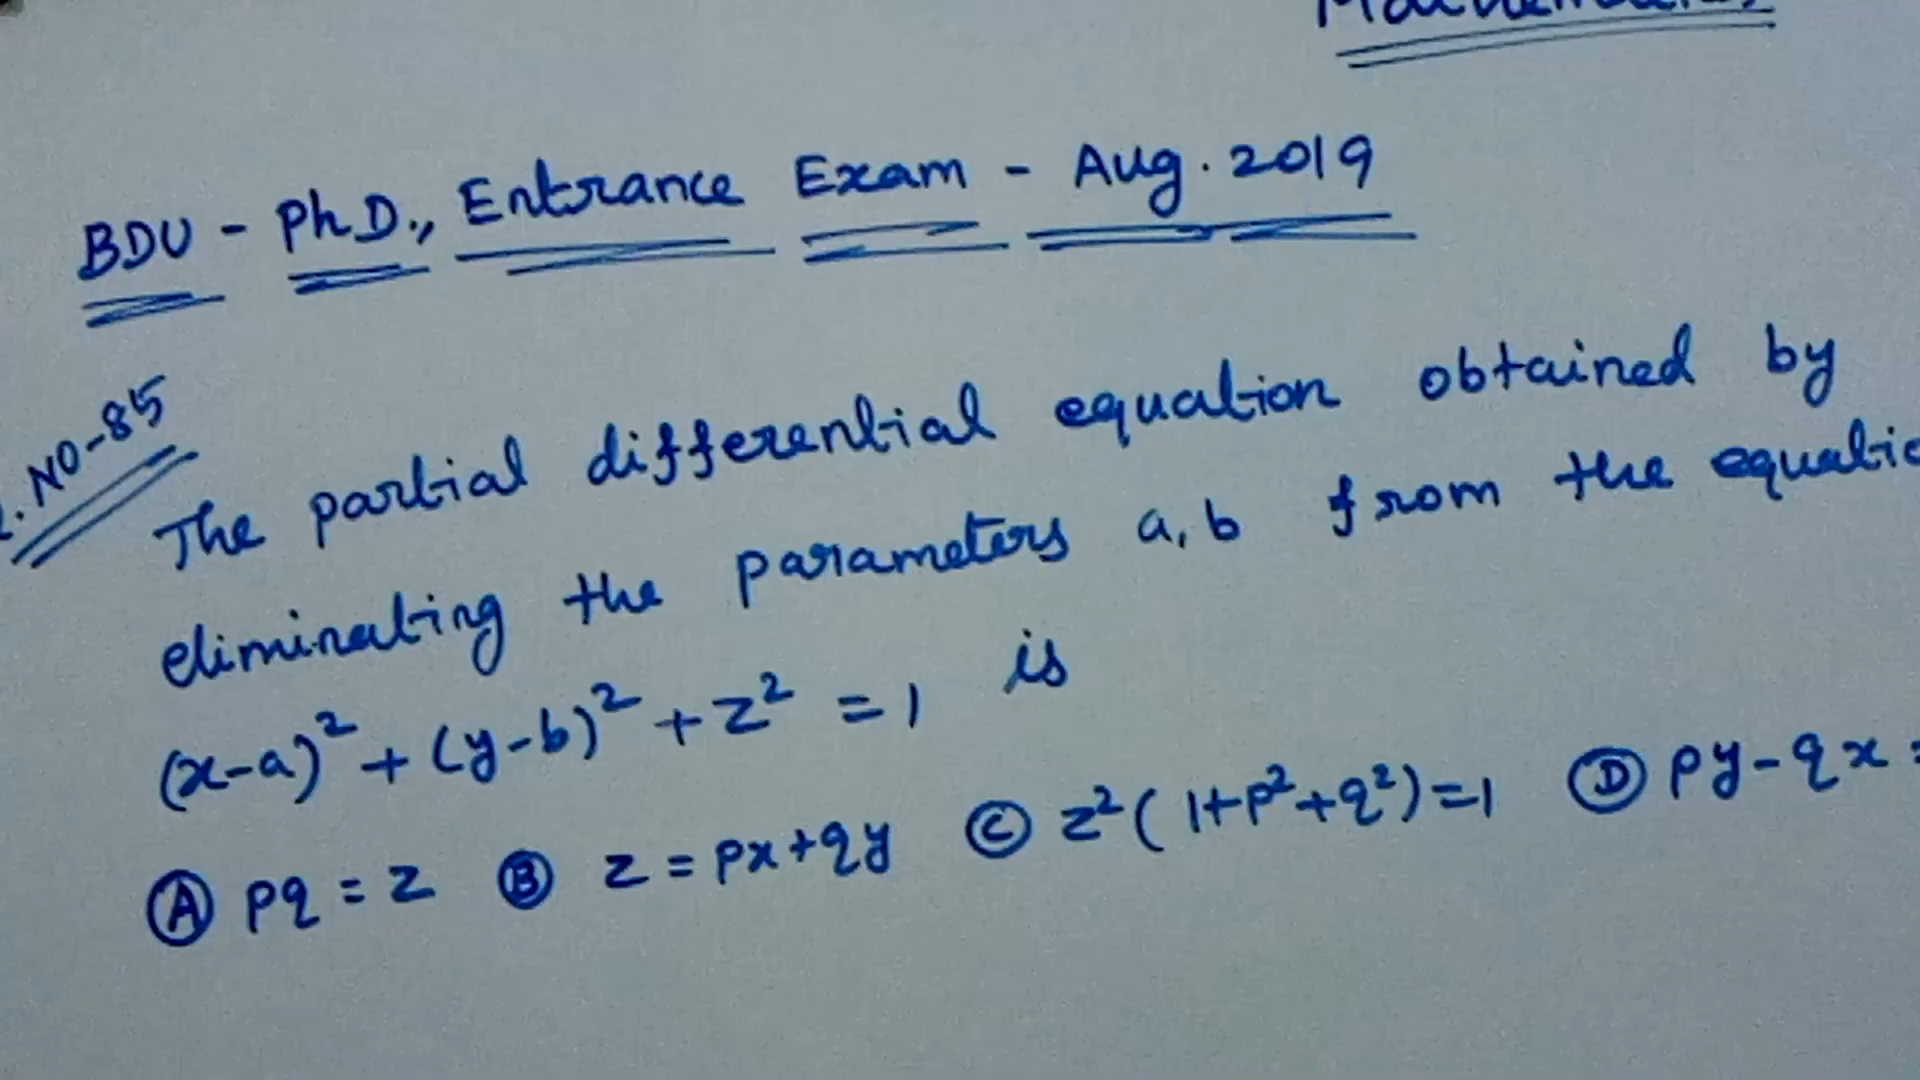 BDU - Ph.D., Entrance Exam - Aug. 2019
. NO-85
The partial differential equation obtained by
eliminating the parameters a, b from the
(x-a)² + (y-b)² + z² = 1 is
Ⓐ pq = z Ⓑ z = px + qy Ⓒ z² (1+p²+q²) = 1 Ⓓ py - qx